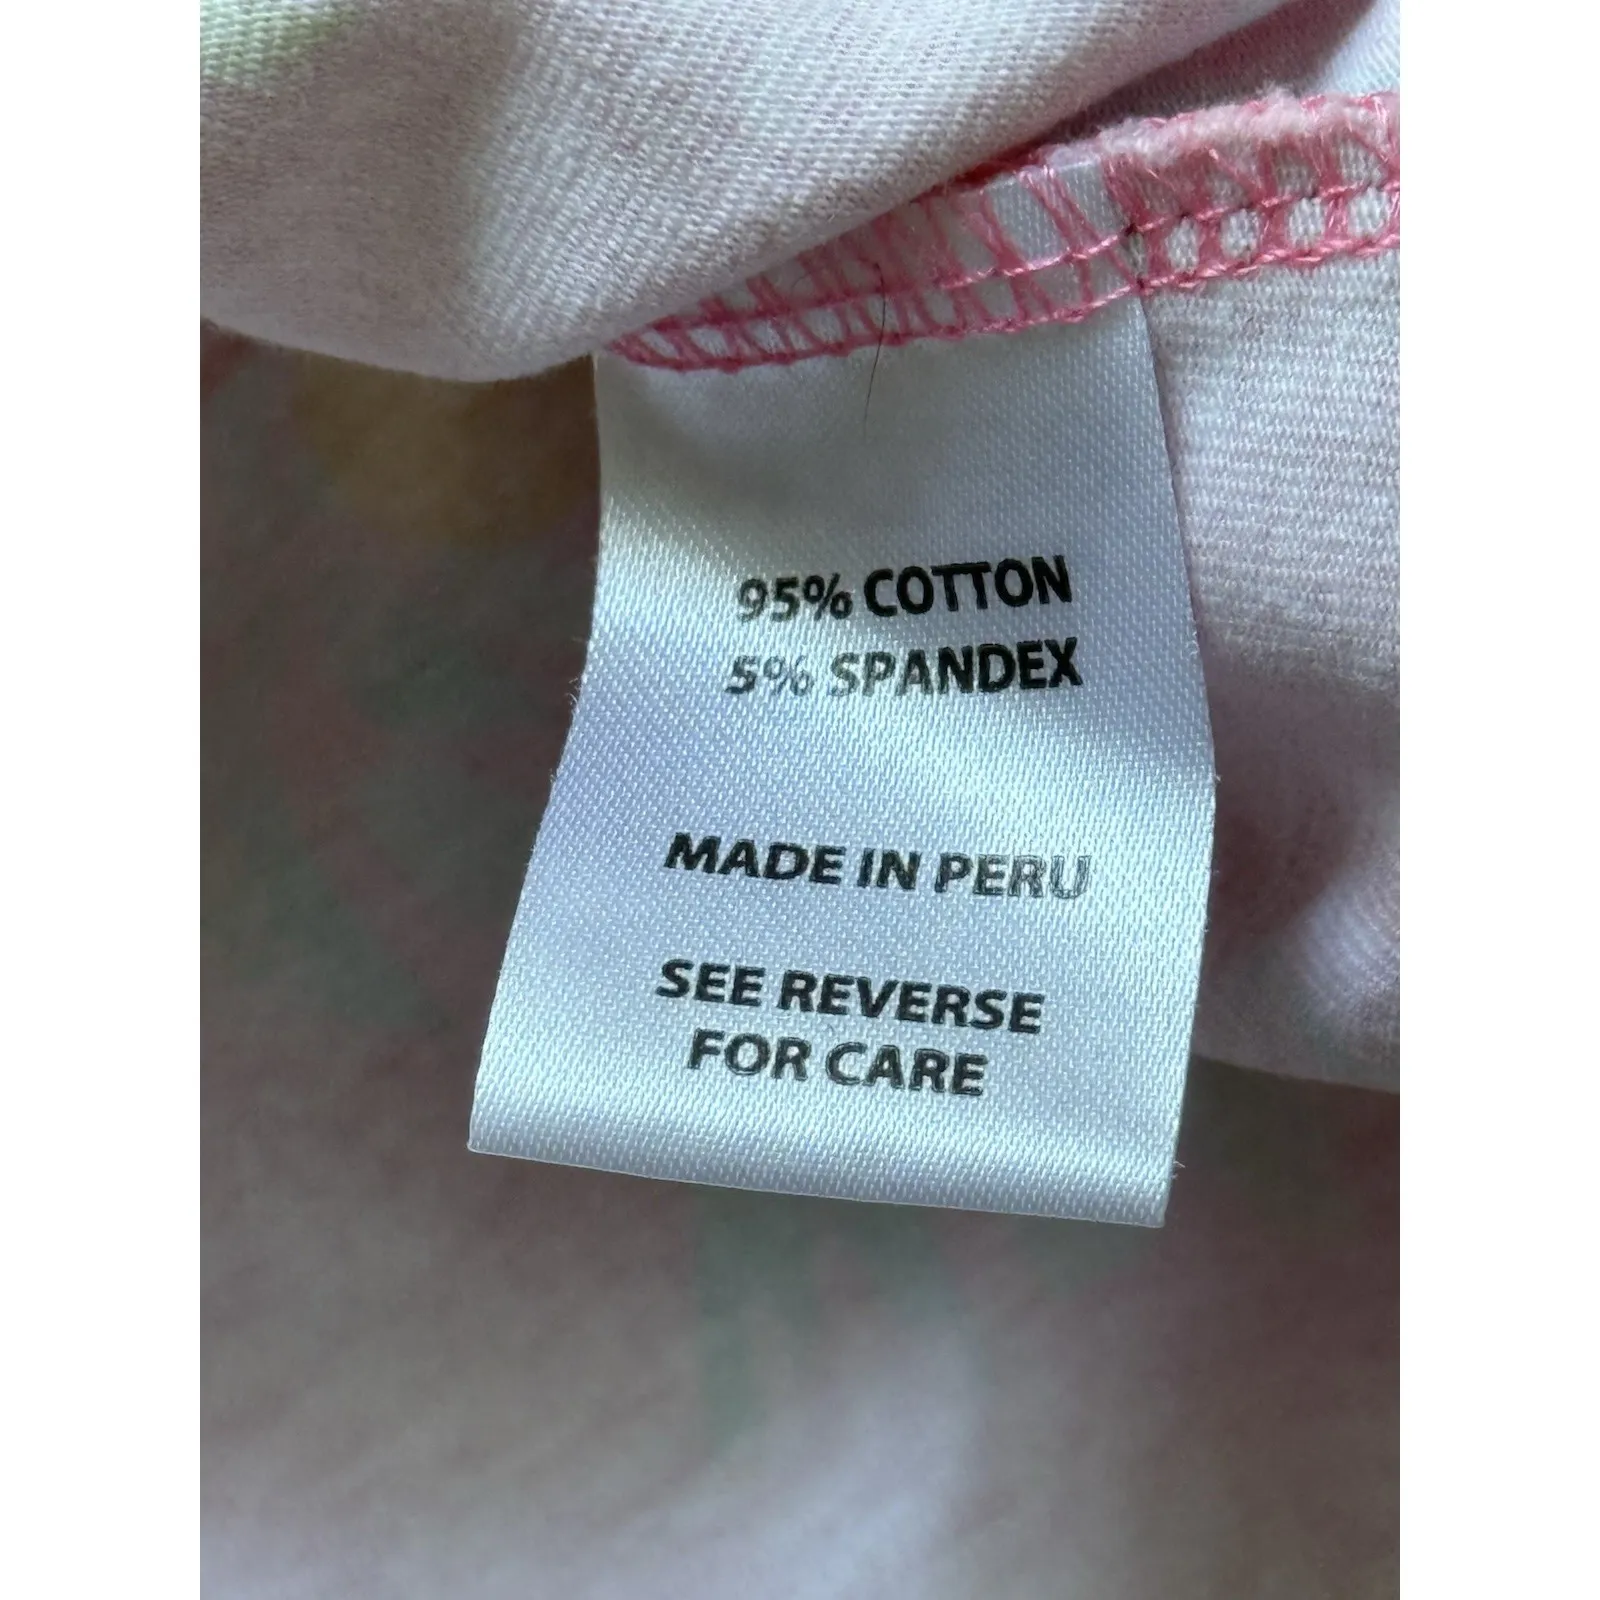 95% COTTON
5% SPANDEX
MADE IN PERU
SEE REVERSE
FOR CARE